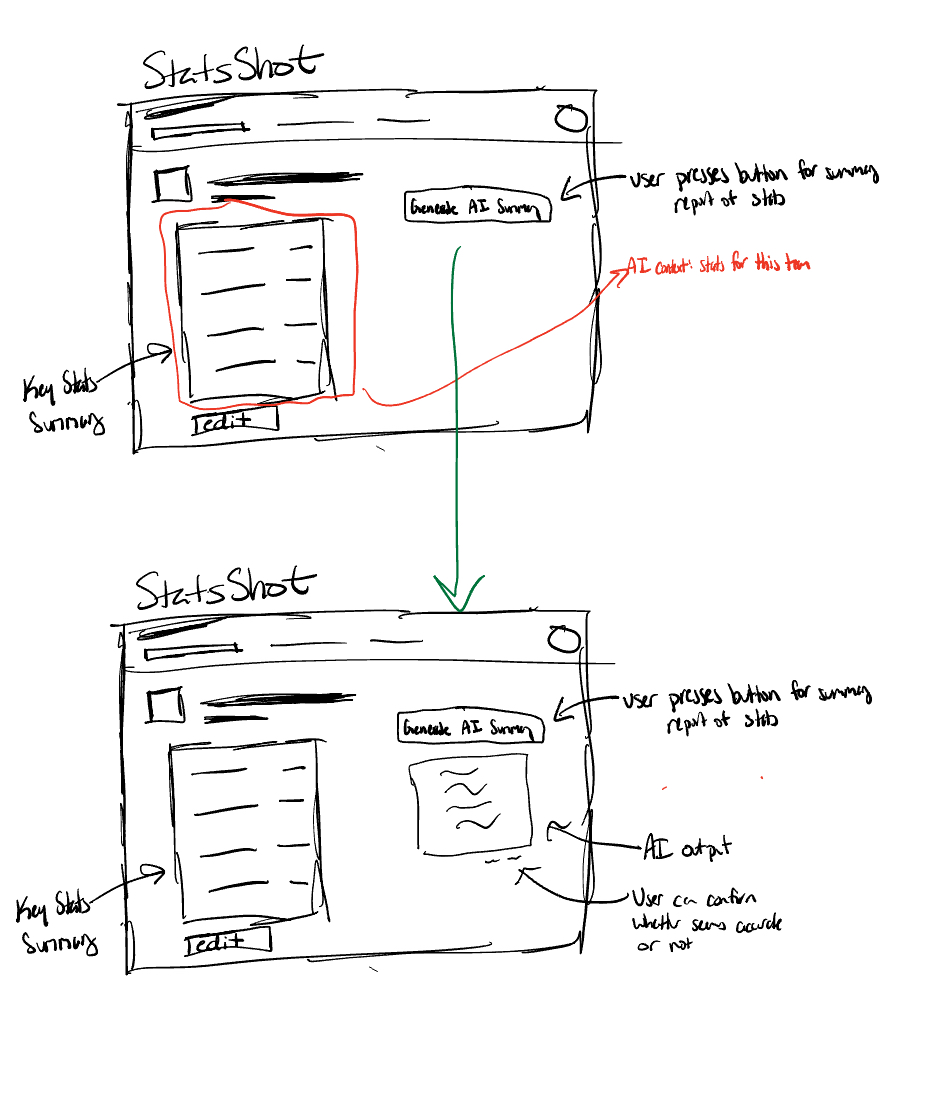 StatsShot
Generate AI Summary
User presses button for summary
report of stats
AI context: stats for this team
Key Stats
Summary
edit
StatsShot
Generate AI Summary
User presses button for summary
report of stats
AI output
User can confirm
whether seems accurate
or not
Key Stats
Summary
edit